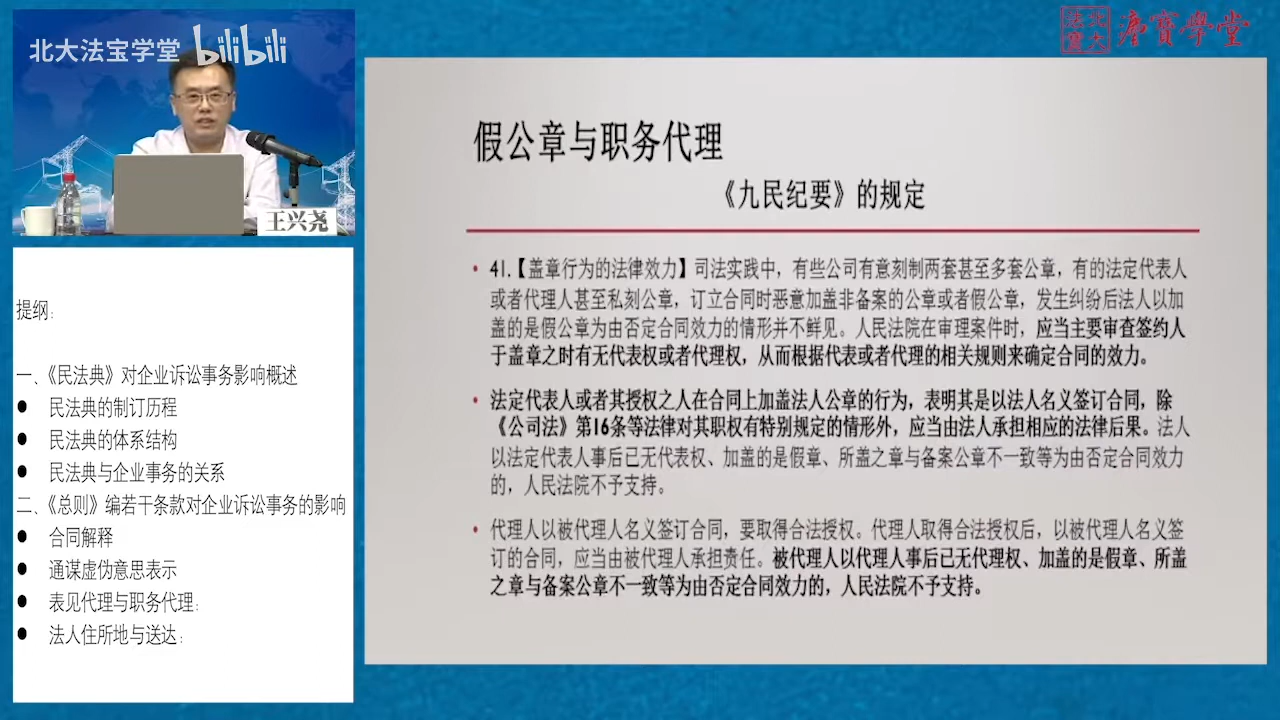 北大法宝学堂 bilibili
王兴尧
北大法宝 法寶學堂
提纲:
一、《民法典》对企业诉讼事务影响概述
● 民法典的制订历程
● 民法典的体系结构
● 民法典与企业事务的关系
二、《总则》编若干条款对企业诉讼事务的影响
● 合同解释
● 通谋虚伪意思表示
● 表见代理与职务代理:
● 法人住所地与送达:
假公章与职务代理
《九民纪要》的规定
• 41.【盖章行为的法律效力】司法实践中，有些公司有意刻制两套甚至多套公章，有的法定代表人
或者代理人甚至私刻公章，订立合同时恶意加盖非备案的公章或者假公章，发生纠纷后法人以加
盖的是假公章为由否定合同效力的情形并不鲜见。人民法院在审理案件时，应当主要审查签约人
于盖章之时有无代表权或者代理权，从而根据代表或者代理的相关规则来确定合同的效力。
• 法定代表人或者其授权之人在合同上加盖法人公章的行为，表明其是以法人名义签订合同，除
《公司法》第16条等法律对其职权有特别规定的情形外，应当由法人承担相应的法律后果。法人
以法定代表人事后已无代表权、加盖的是假章、所盖之章与备案公章不一致等为由否定合同效力
的，人民法院不予支持。
• 代理人以被代理人名义签订合同，要取得合法授权。代理人取得合法授权后，以被代理人名义签
订的合同，应当由被代理人承担责任。被代理人以代理人事后已无代理权、加盖的是假章、所盖
之章与备案公章不一致等为由否定合同效力的，人民法院不予支持。